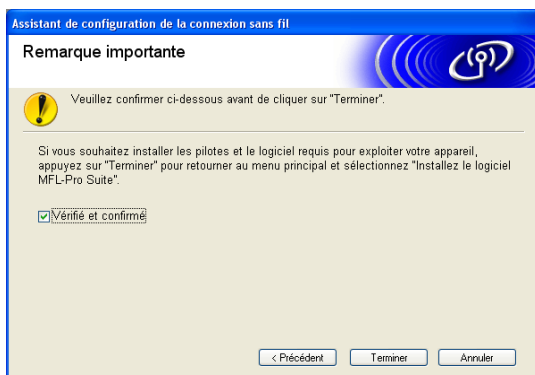 Assistant de configuration de la connexion sans fil
Remarque importante
Veuillez confirmer ci-dessous avant de cliquer sur "Terminer".
Si vous souhaitez installer les pilotes et le logiciel requis pour exploiter votre appareil,
appuyez sur "Terminer" pour retourner au menu principal et sélectionnez "Installez le logiciel
MFL-Pro Suite".
Vérifié et confirmé
< Précédent
Terminer
Annuler